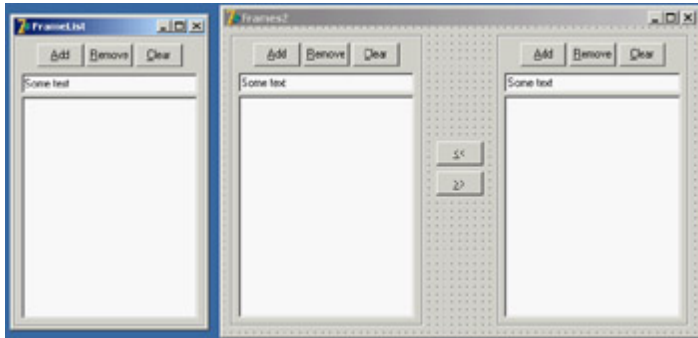 FrameList
Frames2
Add Remove Clear
Some text
Add Remove Clear
Some text
Add Remove Clear
Some text
<<
>>